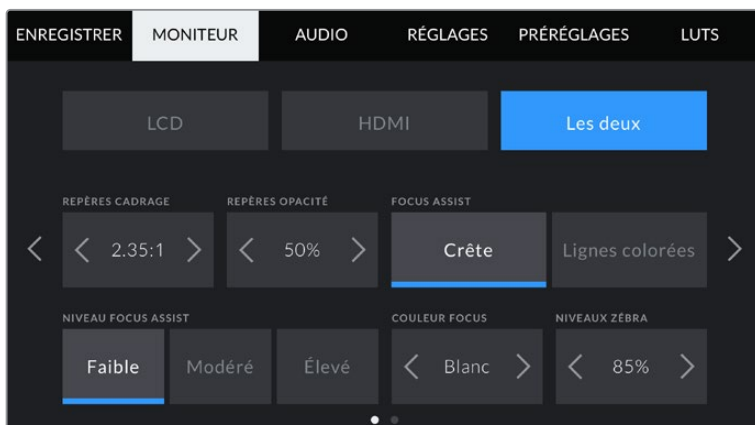 ENREGISTRER MONITEUR AUDIO RÉGLAGES PRÉRÉGLAGES LUTS
LCD HDMI Les deux
REPÈRES CADRAGE REPÈRES OPACITÉ FOCUS ASSIST
2.35:1 50% Crête Lignes colorées
NIVEAU FOCUS ASSIST COULEUR FOCUS NIVEAUX ZÉBRA
Faible Modéré Élevé Blanc 85%